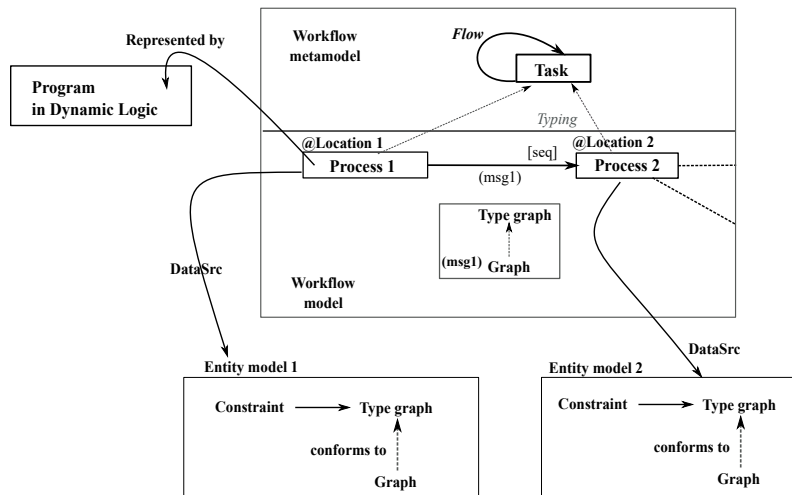 Workflow
metamodel
Flow
Task
Represented by
Program
in Dynamic Logic
Typing
@Location 1
@Location 2
Process 1
[seq]
(msg1)
Process 2
Type graph
(msg1)
Graph
DataSrc
Workflow
model
DataSrc
Entity model 1
Constraint
Type graph
conforms to
Graph
Entity model 2
Constraint
Type graph
conforms to
Graph